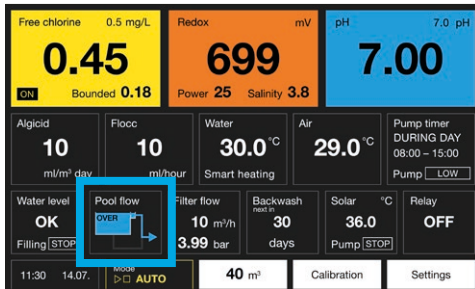 Free chlorine 0.5 mg/L
0.45
ON Bounded 0.18
Redox mV
699
Power 25 Salinity 3.8
pH 7.0 pH
7.00
Algicid
10
ml/m³ day
Flocc
10
ml/hour
Water
30.0 °C
Smart heating
Air
29.0 °C
Pump timer
DURING DAY
08:00 – 15:00
Pump LOW
Water level
OK
Filling STOP
Pool flow
OVER
Filter flow
10 m³/h
3.99 bar
Backwash
next in
30
days
Solar °C
36.0
Pump STOP
Relay
OFF
11:30 14.07.
Mode
AUTO
40 m³
Calibration
Settings